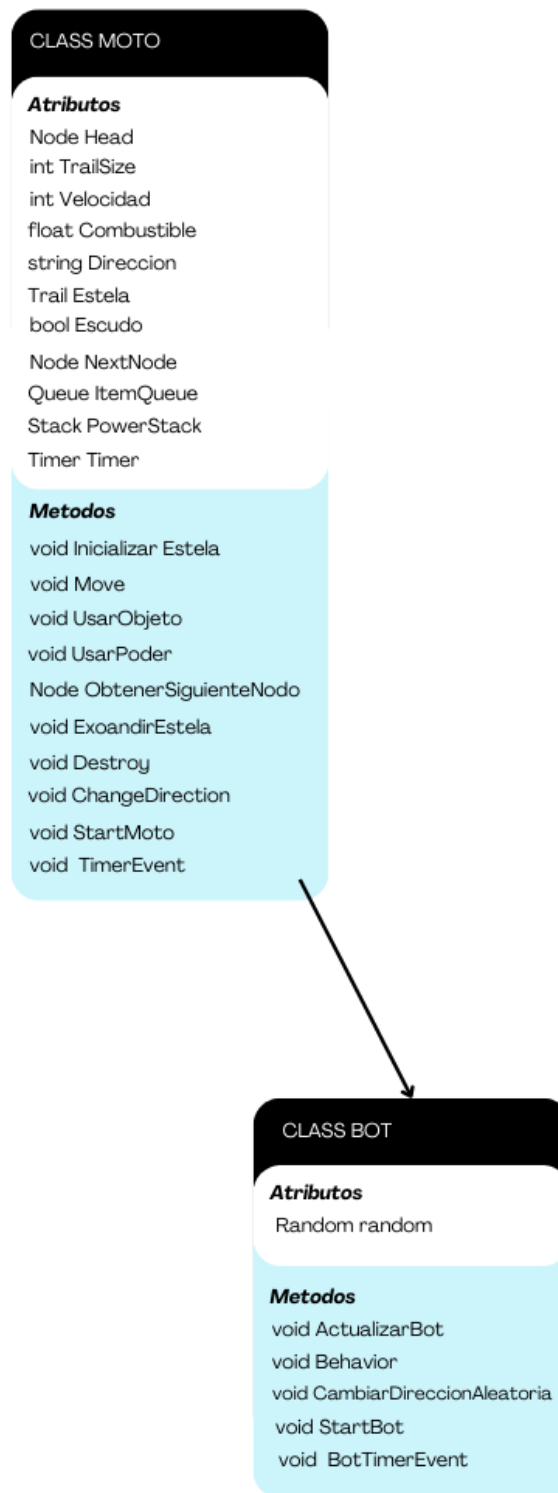 CLASS MOTO
Atributos
Node Head
int TrailSize
int Velocidad
float Combustible
string Direccion
Trail Estela
bool Escudo
Node NextNode
Queue ItemQueue
Stack PowerStack
Timer Timer
Metodos
void Inicializar Estela
void Move
void UsarObjeto
void UsarPoder
Node ObtenerSiguienteNodo
void ExoandirEstela
void Destroy
void ChangeDirection
void StartMoto
void TimerEvent
CLASS BOT
Atributos
Random random
Metodos
void ActualizarBot
void Behavior
void CambiarDireccionAleatoria
void StartBot
void BotTimerEvent